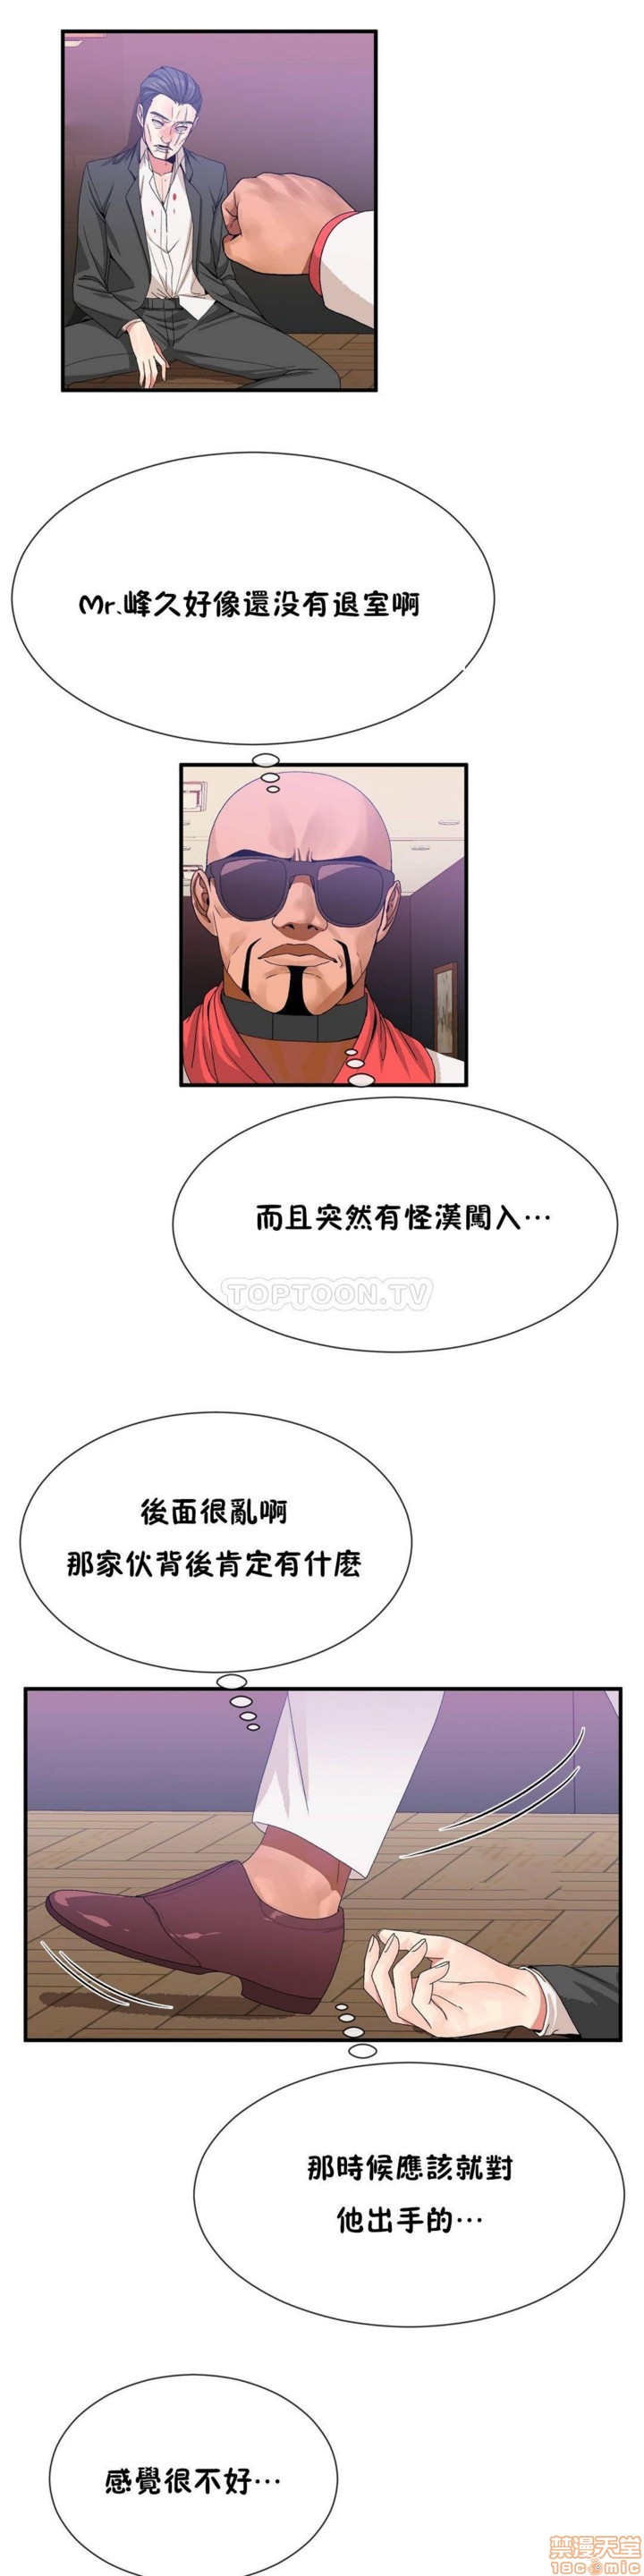 Mr.峰久好像還没有退室啊
而且突然有怪漢闖入…
TOPTOON.TV
後面很亂啊
那家伙背後肯定有什麽
那時候應該就對
他出手的…
感覺很不好…
禁漫天堂
18comic